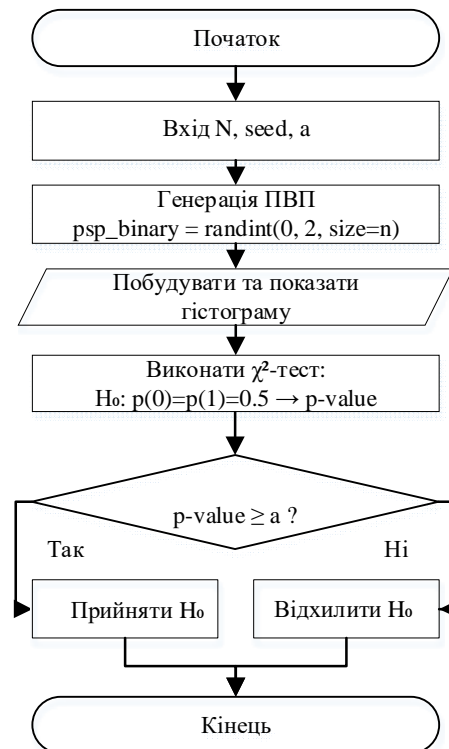 Початок
Вхід N, seed, a
Генерація ПВП
psp_binary = randint(0, 2, size=n)
Побудувати та показати
гістограму
Виконати χ²-тест:
H₀: p(0)=p(1)=0.5 → p-value
p-value ≥ a ?
Так
Ні
Прийняти H₀
Відхилити H₀
Кінець